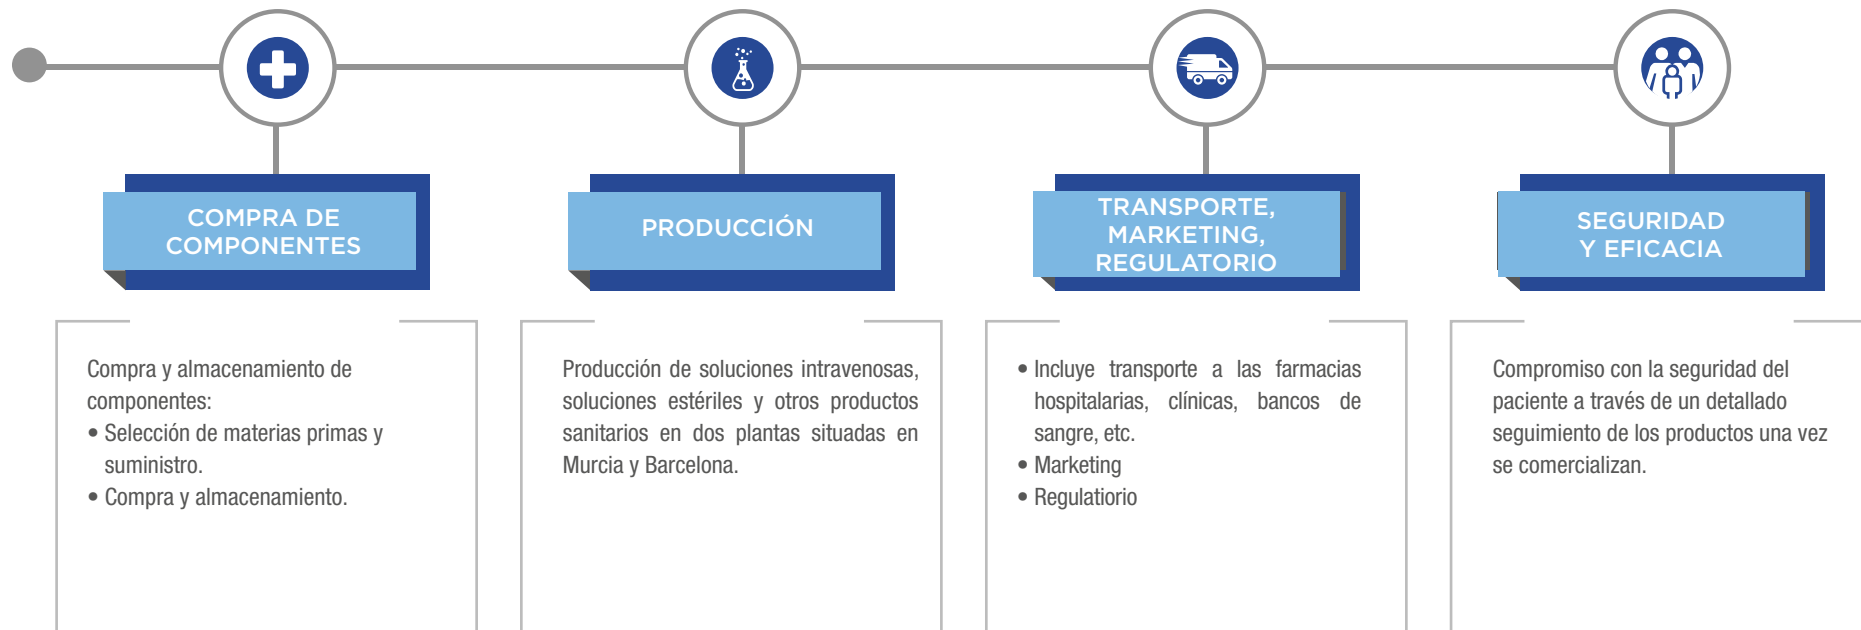 COMPRA DE
COMPONENTES
Compra y almacenamiento de
componentes:
• Selección de materias primas y
suministro.
• Compra y almacenamiento.
PRODUCCIÓN
Producción de soluciones intravenosas,
soluciones estériles y otros productos
sanitarios en dos plantas situadas en
Murcia y Barcelona.
TRANSPORTE,
MARKETING,
REGULATORIO
• Incluye transporte a las farmacias
hospitalarias, clínicas, bancos de
sangre, etc.
• Marketing
• Regulatiorio
SEGURIDAD
Y EFICACIA
Compromiso con la seguridad del
paciente a través de un detallado
seguimiento de los productos una vez
se comercializan.